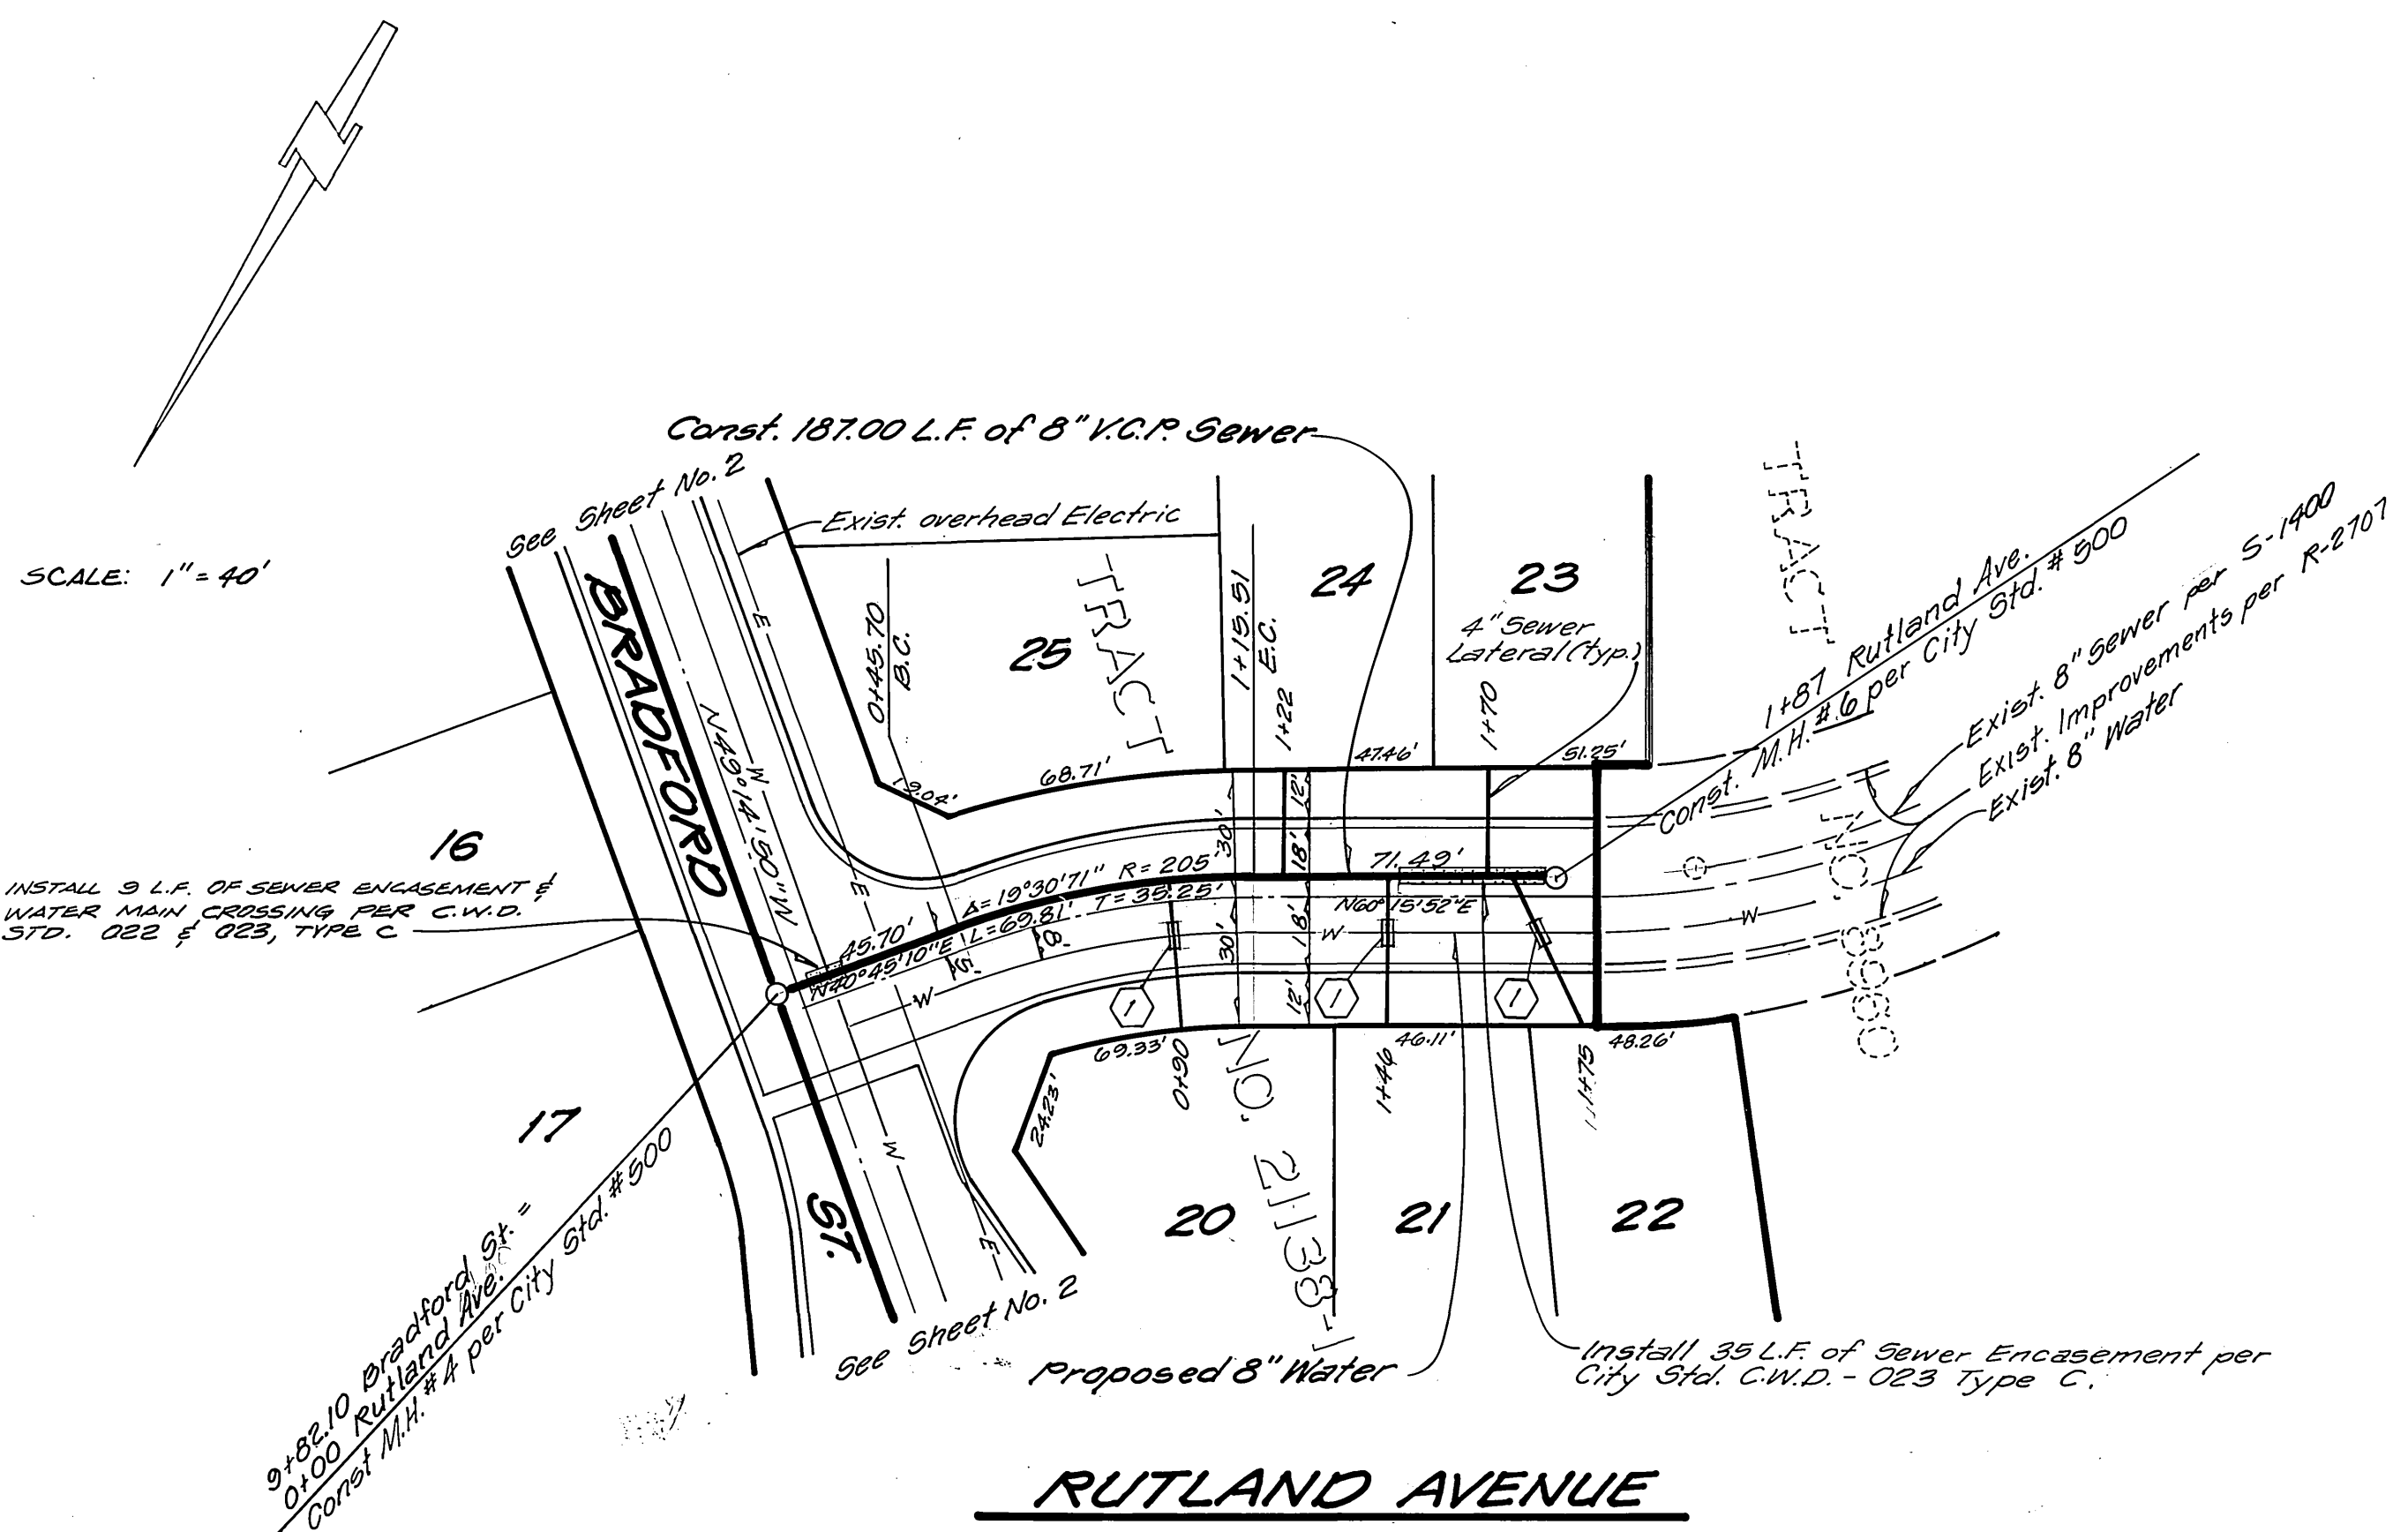 Const. 187.00 L.F. of 8" V.C.P. Sewer
See Sheet No. 2
Exist. overhead Electric
SCALE: 1" = 40'
BRADFORD
ST.
N49°14'50"W
W
E
W
E
W
E
0+45.70
B.C.
25
TRACT
1+15.51
E.C.
1+22
24
23
4" Sewer
Lateral (typ.)
1+70
TRACT
1+87 Rutland Ave.
Const. M.H. #6 per City Std. # 500
Exist. 8" Sewer per S-1400
Exist. Improvements per R-2707
Exist. 8" Water
19.04'
68.71'
47.46'
51.25'
16
INSTALL 9 L.F. OF SEWER ENCASEMENT &
WATER MAIN CROSSING PER C.W.D.
STD. 022 & 023, TYPE C
45.70'
N40°45'10"E
Δ=19°30'71" R=205'
L=69.81' T=35.25'
30'
12'
18'
71.49'
N60°15'52"E
30'
18'
12'
8'
5'
W
W
W
1
1
1
69.33'
0+90
1+46
46.11'
1+75
48.26'
24.23'
17
NO. 21138-1
20
21
22
9+82.10 Bradford St. =
0+00 Rutland Ave.
Const M.H. #4 per City Std. #500
See Sheet No. 2
Proposed 8" Water
Install 35 L.F. of Sewer Encasement per
City Std. C.W.D. - 023 Type C.
RUTLAND AVENUE